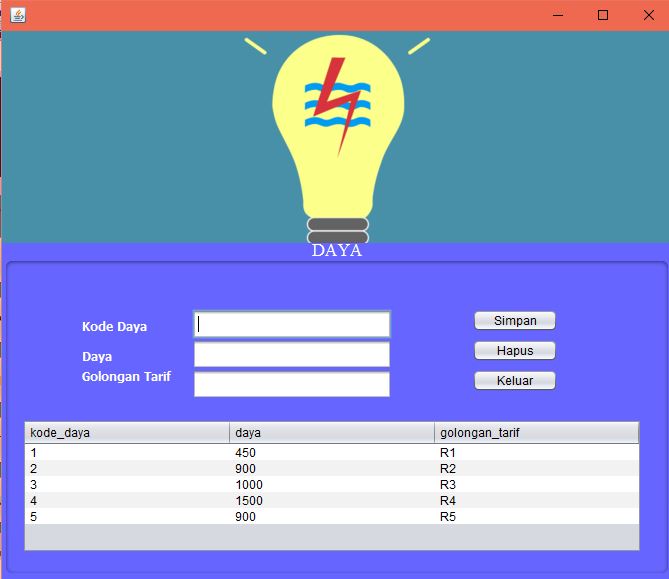 DAYA
Kode Daya
Simpan
Daya
Hapus
Golongan Tarif
Keluar
kode_daya daya golongan_tarif
1 450 R1
2 900 R2
3 1000 R3
4 1500 R4
5 900 R5